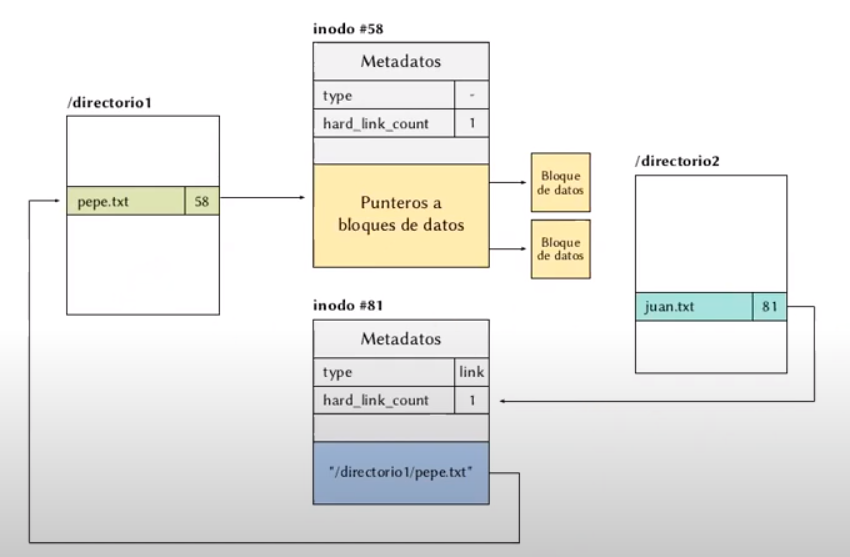 inodo #58
Metadatos
type -
hard_link_count 1
Punteros a
bloques de datos
Bloque
de datos
Bloque
de datos
/directorio1
pepe.txt 58
/directorio2
juan.txt 81
inodo #81
Metadatos
type link
hard_link_count 1
"/directorio1/pepe.txt"